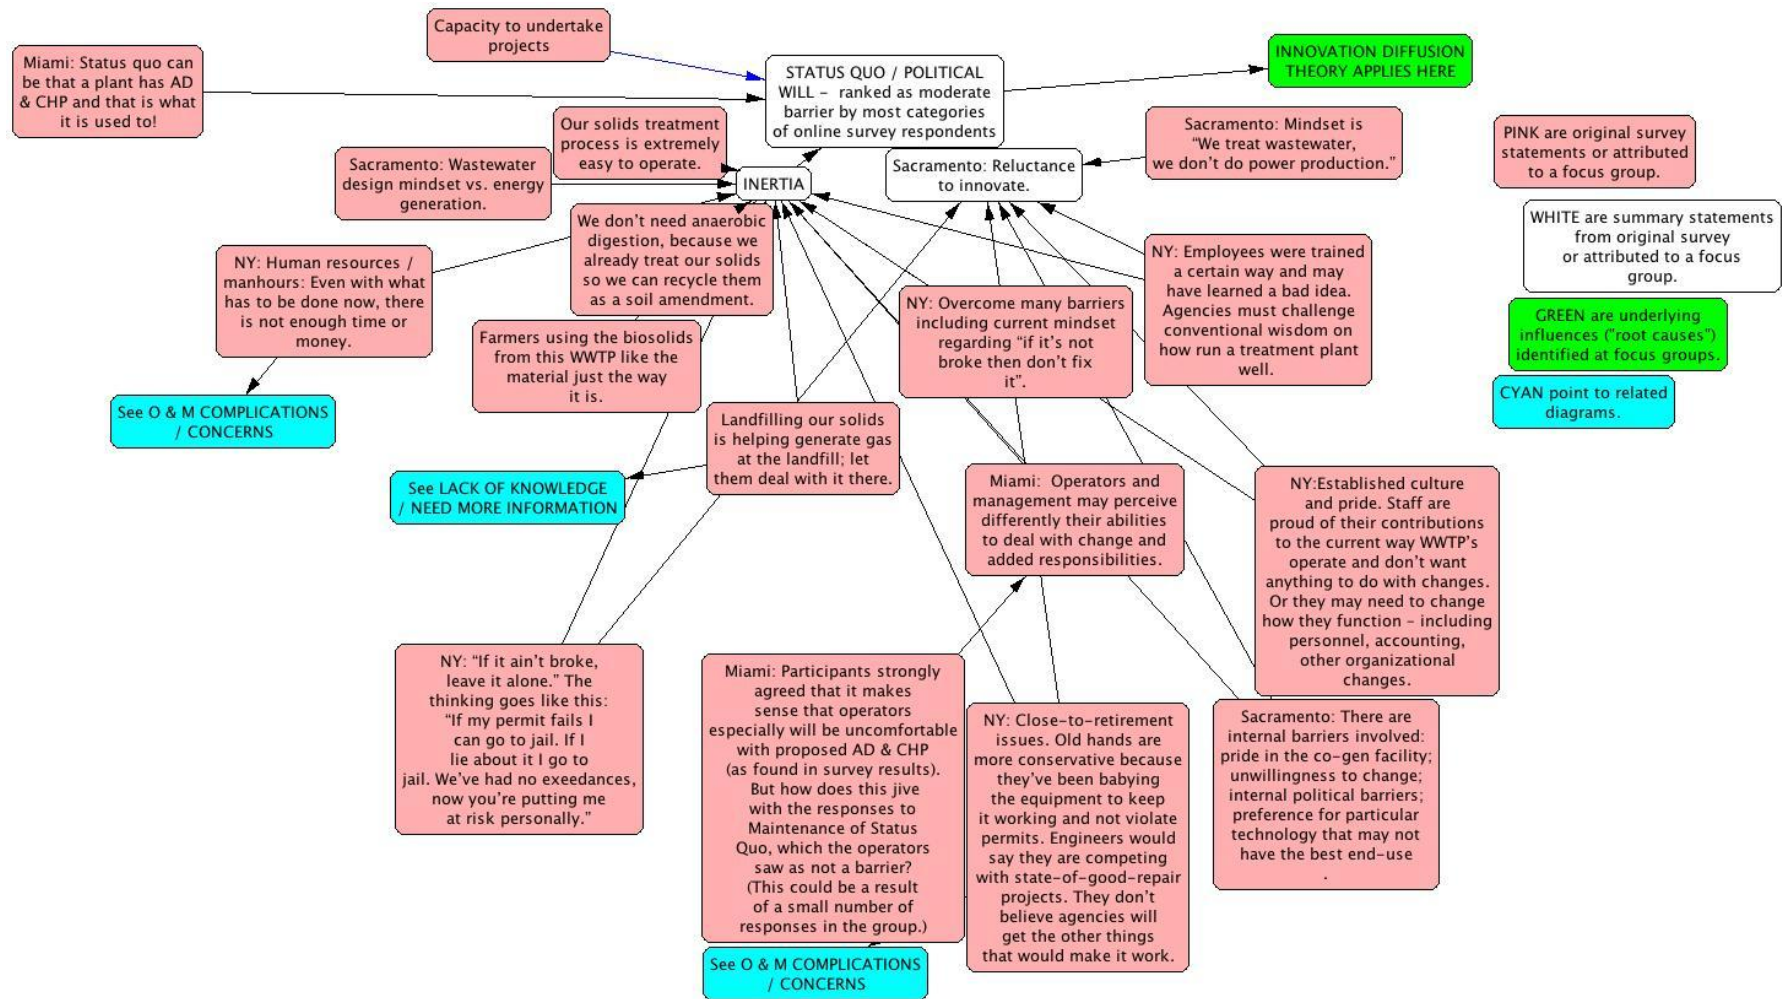 Capacity to undertake
projects
Miami: Status quo can
be that a plant has AD
& CHP and that is what
it is used to!
STATUS QUO / POLITICAL
WILL – ranked as moderate
barrier by most categories
of online survey respondents
INNOVATION DIFFUSION
THEORY APPLIES HERE
Our solids treatment
process is extremely
easy to operate.
Sacramento: Wastewater
design mindset vs. energy
generation.
INERTIA
Sacramento: Reluctance
to innovate.
Sacramento: Mindset is
“We treat wastewater,
we don’t do power production.”
PINK are original survey
statements or attributed
to a focus group.
WHITE are summary statements
from original survey
or attributed to a focus
group.
GREEN are underlying
influences ("root causes")
identified at focus groups.
CYAN point to related
diagrams.
NY: Human resources /
manhours: Even with what
has to be done now, there
is not enough time or
money.
We don’t need anaerobic
digestion, because we
already treat our solids
so we can recycle them
as a soil amendment.
NY: Overcome many barriers
including current mindset
regarding “if it’s not
broke then don’t fix
it”.
NY: Employees were trained
a certain way and may
have learned a bad idea.
Agencies must challenge
conventional wisdom on
how run a treatment plant
well.
Farmers using the biosolids
from this WWTP like the
material just the way
it is.
See O & M COMPLICATIONS
/ CONCERNS
Landfilling our solids
is helping generate gas
at the landfill; let
them deal with it there.
See LACK OF KNOWLEDGE
/ NEED MORE INFORMATION
Miami:  Operators and
management may perceive
differently their abilities
to deal with change and
added responsibilities.
NY:Established culture
and pride. Staff are
proud of their contributions
to the current way WWTP’s
operate and don’t want
anything to do with changes.
Or they may need to change
how they function – including
personnel, accounting,
other organizational
changes.
NY: “If it ain’t broke,
leave it alone.” The
thinking goes like this:
“If my permit fails I
can go to jail. If I
lie about it I go to
jail. We’ve had no exeedances,
now you’re putting me
at risk personally.”
Miami: Participants strongly
agreed that it makes
sense that operators
especially will be uncomfortable
with proposed AD & CHP
(as found in survey results).
But how does this jive
with the responses to
Maintenance of Status
Quo, which the operators
saw as not a barrier?
(This could be a result
of a small number of
responses in the group.)
See O & M COMPLICATIONS
/ CONCERNS
NY: Close-to-retirement
issues. Old hands are
more conservative because
they’ve been babying
the equipment to keep
it working and not violate
permits. Engineers would
say they are competing
with state-of-good-repair
projects. They don’t
believe agencies will
get the other things
that would make it work.
Sacramento: There are
internal barriers involved:
pride in the co-gen facility;
unwillingness to change;
internal political barriers;
preference for particular
technology that may not
have the best end-use
.